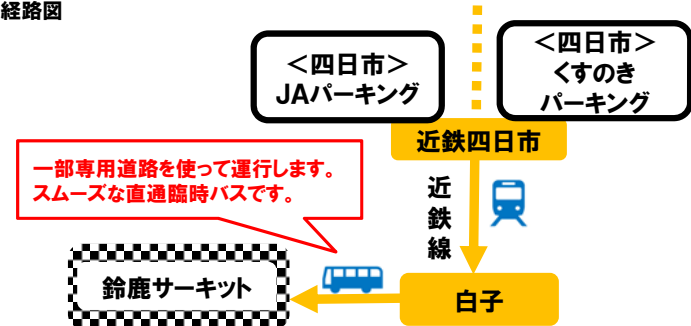 経路図
<四日市>
JAパーキング
<四日市>
くすのき
パーキング
近鉄四日市
一部専用道路を使って運行します。
スムーズな直通臨時バスです。
近鉄線
鈴鹿サーキット
白子